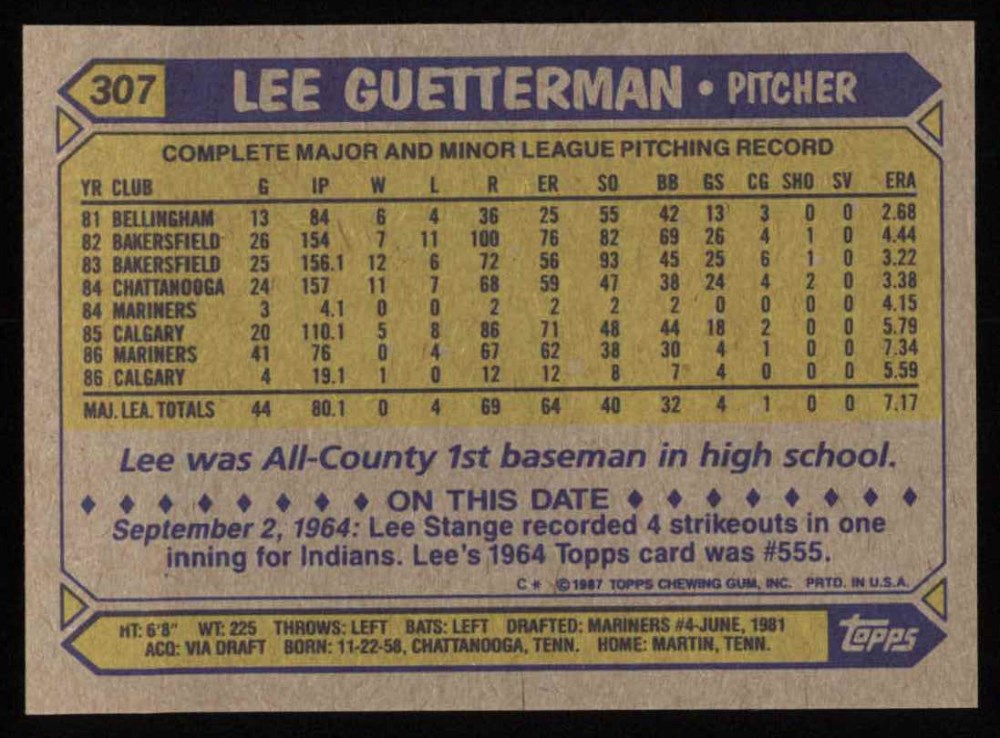 307 LEE GUETTERMAN • PITCHER
COMPLETE MAJOR AND MINOR LEAGUE PITCHING RECORD
YR CLUB G IP W L R ER SO BB GS CG SHO SV ERA
81 BELLINGHAM 13 84 6 4 36 25 55 42 13 3 0 0 2.68
82 BAKERSFIELD 26 154 7 11 100 76 82 69 26 4 1 0 4.44
83 BAKERSFIELD 25 156.1 12 6 72 56 93 45 25 6 1 0 3.22
84 CHATTANOOGA 24 157 11 7 68 59 47 38 24 4 2 0 3.38
84 MARINERS 3 4.1 0 0 2 2 2 2 0 0 0 0 4.15
85 CALGARY 20 110.1 5 8 86 71 48 44 18 2 0 0 5.79
86 MARINERS 41 76 0 4 67 62 38 30 4 1 0 0 7.34
86 CALGARY 4 19.1 1 0 12 12 8 7 4 0 0 0 5.59
MAJ. LEA. TOTALS 44 80.1 0 4 69 64 40 32 4 1 0 0 7.17
Lee was All-County 1st baseman in high school.
♦ ♦ ♦ ♦ ♦ ♦ ♦ ♦ ON THIS DATE ♦ ♦ ♦ ♦ ♦ ♦ ♦ ♦
September 2, 1964: Lee Stange recorded 4 strikeouts in one
inning for Indians. Lee's 1964 Topps card was #555.
C * © 1987 TOPPS CHEWING GUM, INC. PRTD. IN U.S.A.
HT: 6'8" WT: 225 THROWS: LEFT BATS: LEFT DRAFTED: MARINERS #4-JUNE, 1981
ACQ: VIA DRAFT BORN: 11-22-58, CHATTANOOGA, TENN. HOME: MARTIN, TENN.
topps